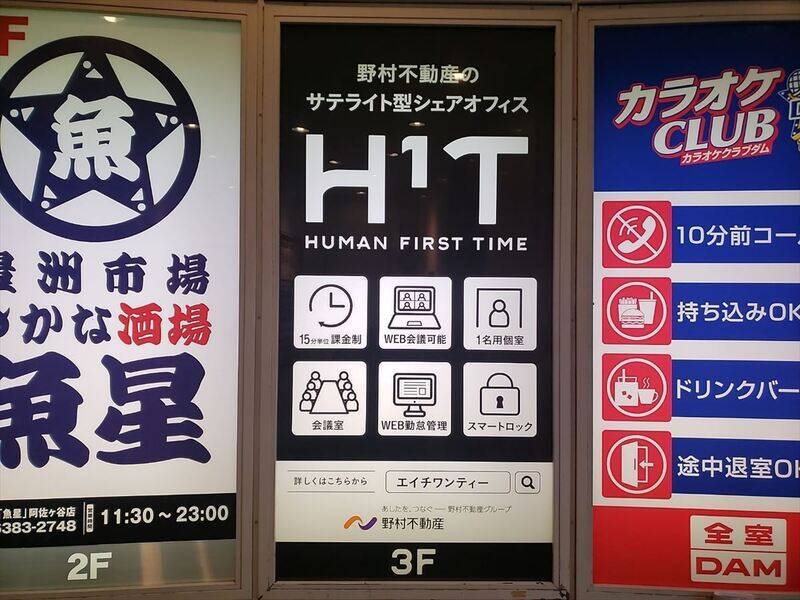 F
魚
洲市場
かな酒場
魚星
「魚星」阿佐ヶ谷店
6383-2748
営業時間
11:30～23:00
2F
野村不動産の
サテライト型シェアオフィス
H¹T
HUMAN FIRST TIME
15分単位 課金制
WEB会議可能
1名用個室
会議室
WEB勤怠管理
スマートロック
詳しくはこちらから
エイチワンティー
あしたを、つなぐ 野村不動産グループ
野村不動産
3F
カラオケ
CLUB
カラオケクラブダム
10分前コー
持ち込みOK
ドリンクバー
途中退室OK
全室
DAM